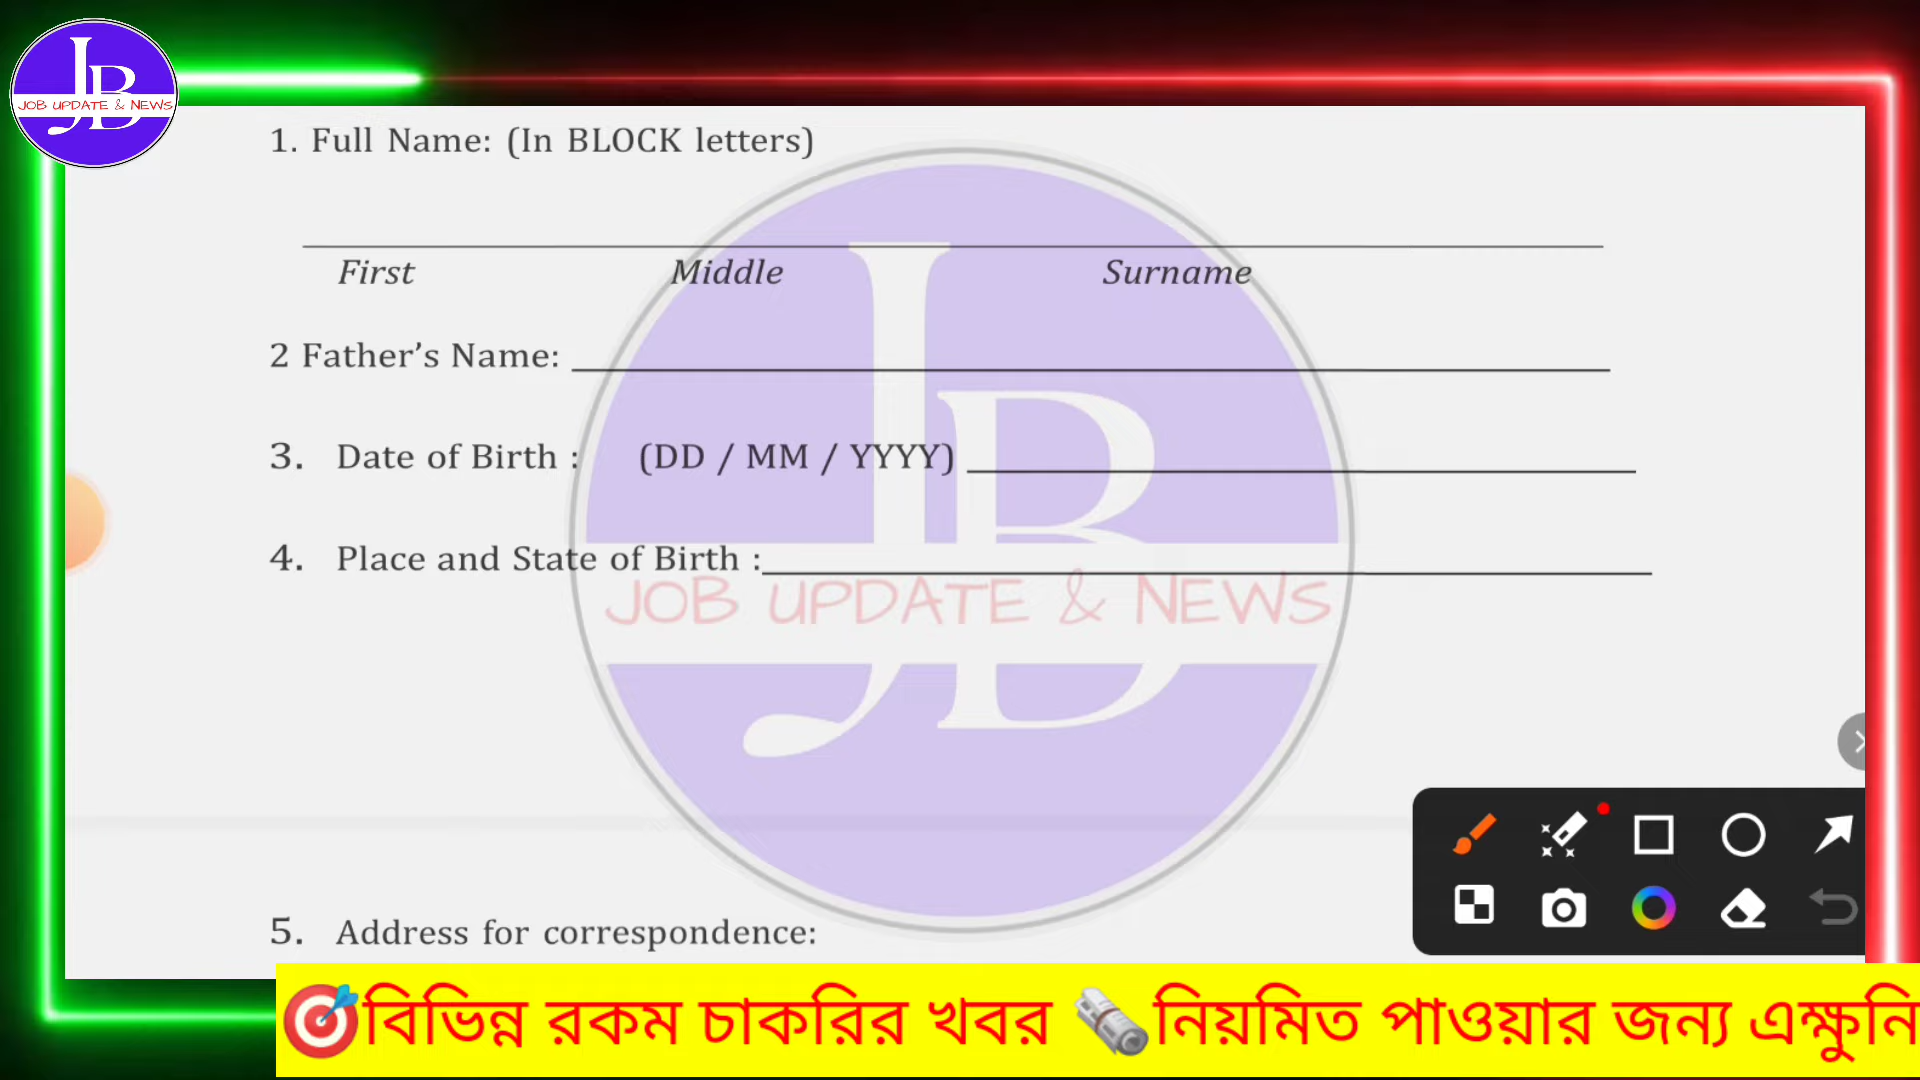 JB
JOB UPDATE & NEWS
1. Full Name: (In BLOCK letters)
First Middle Surname
2 Father’s Name:
3. Date of Birth : (DD / MM / YYYY)
4. Place and State of Birth :
JB
JOB UPDATE & NEWS
5. Address for correspondence:
বিভিন্ন রকম চাকরির খবর নিয়মিত পাওয়ার জন্য এক্ষুনি